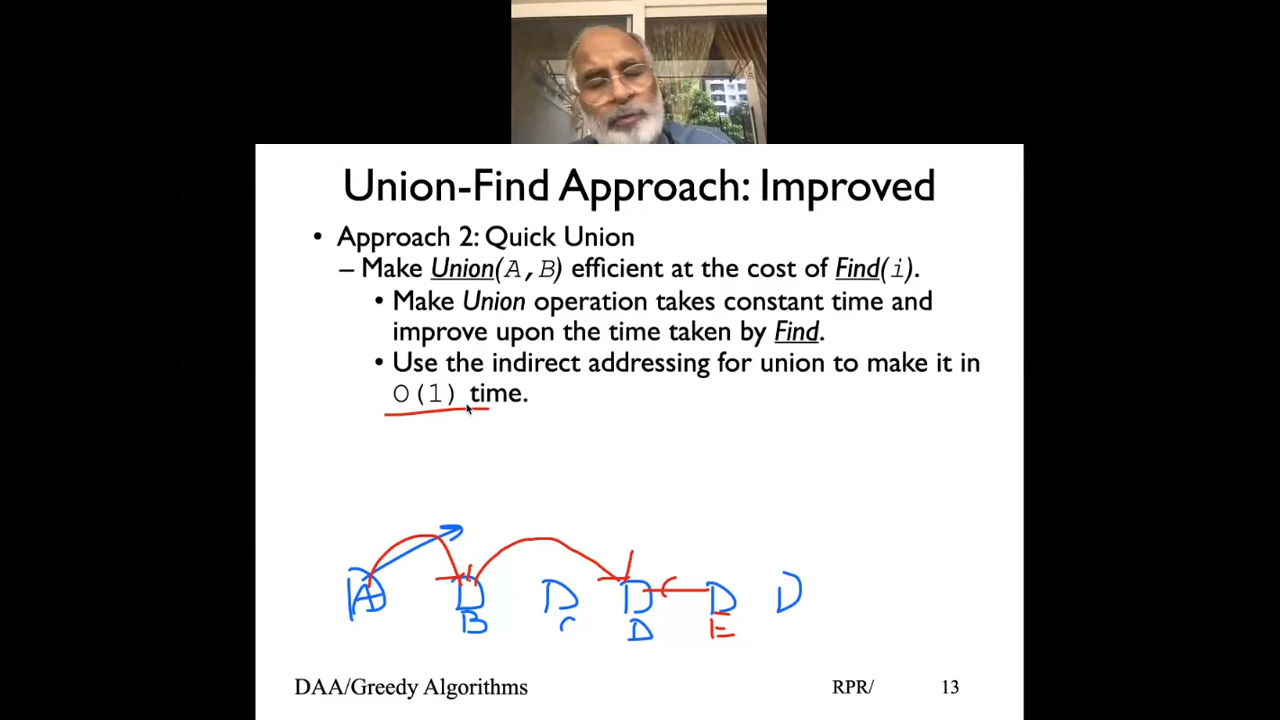 Union-Find Approach: Improved
• Approach 2: Quick Union
– Make Union(A,B) efficient at the cost of Find(i).
• Make Union operation takes constant time and
improve upon the time taken by Find.
• Use the indirect addressing for union to make it in
O(1) time.
A D D D D D
B C D E
DAA/Greedy Algorithms RPR/ 13